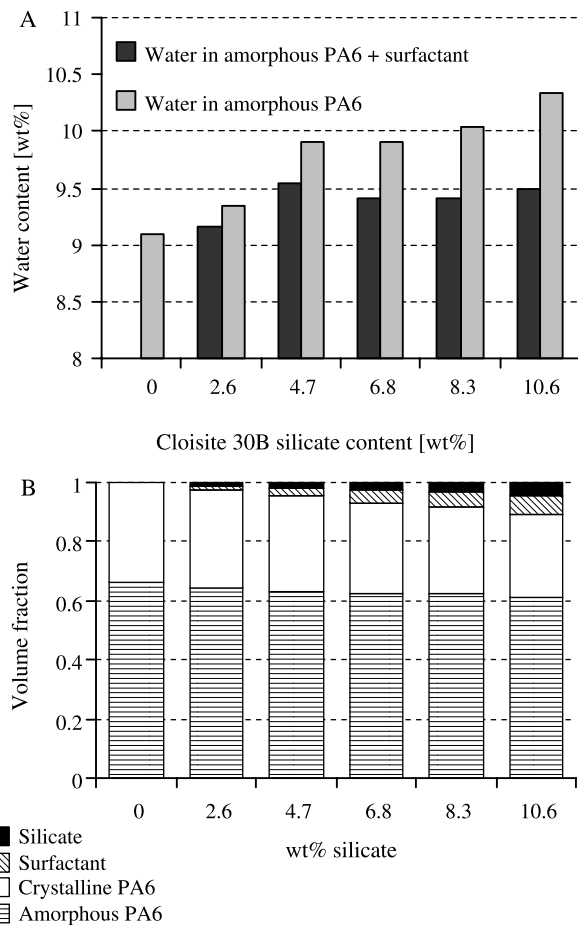 A
11
10.5
10
9.5
9
8.5
8
Water content [wt%]
Water in amorphous PA6 + surfactant
Water in amorphous PA6
0 2.6 4.7 6.8 8.3 10.6
Cloisite 30B silicate content [wt%]
B
1
0.8
0.6
0.4
0.2
0
Volume fraction
0 2.6 4.7 6.8 8.3 10.6
wt% silicate
Silicate
Surfactant
Crystalline PA6
Amorphous PA6